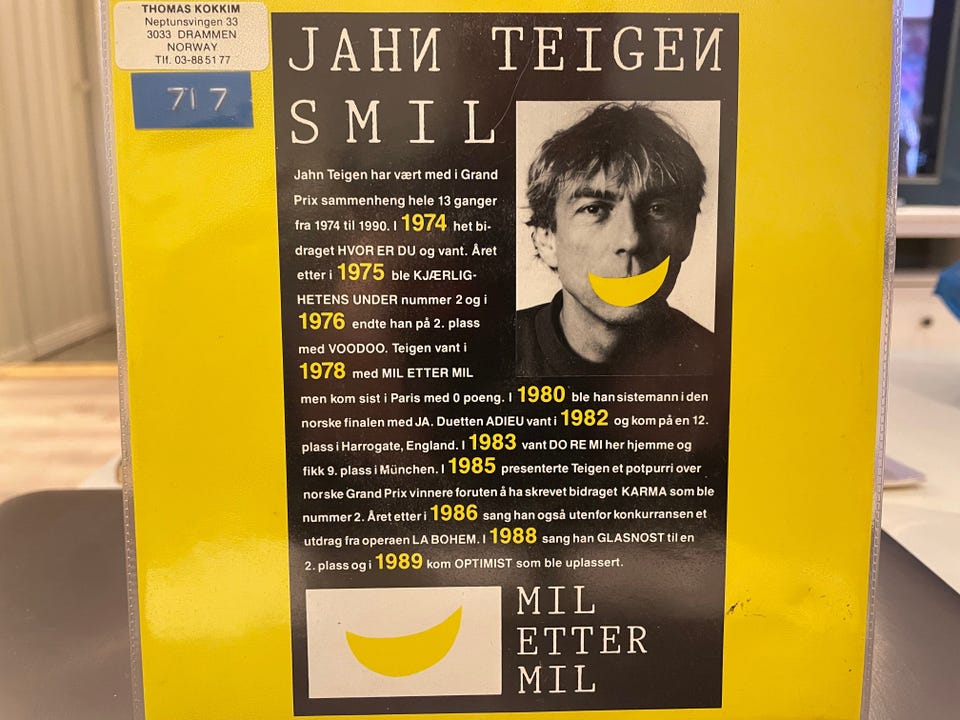 THOMAS KOKKIM
Neptunsvingen 33
3033 DRAMMEN
NORWAY
Tlf. 03-88 51 77
717
JAHN TEIGEN
SMIL
Jahn Teigen har vært med i Grand
Prix sammenheng hele 13 ganger
fra 1974 til 1990. I 1974 het bi-
draget HVOR ER DU og vant. Året
etter i 1975 ble KJÆRLIG-
HETENS UNDER nummer 2 og i
1976 endte han på 2. plass
med VOODOO. Teigen vant i
1978 med MIL ETTER MIL
men kom sist i Paris med 0 poeng. I 1980 ble han sistemann i den
norske finalen med JA. Duetten ADIEU vant i 1982 og kom på en 12.
plass i Harrogate, England. I 1983 vant DO RE MI her hjemme og
fikk 9. plass i München. I 1985 presenterte Teigen et potpurri over
norske Grand Prix vinnere foruten å ha skrevet bidraget KARMA som ble
nummer 2. Året etter i 1986 sang han også utenfor konkurransen et
utdrag fra operaen LA BOHEM. I 1988 sang han GLASNOST til en
2. plass og i 1989 kom OPTIMIST som ble uplassert.
MIL
ETTER
MIL